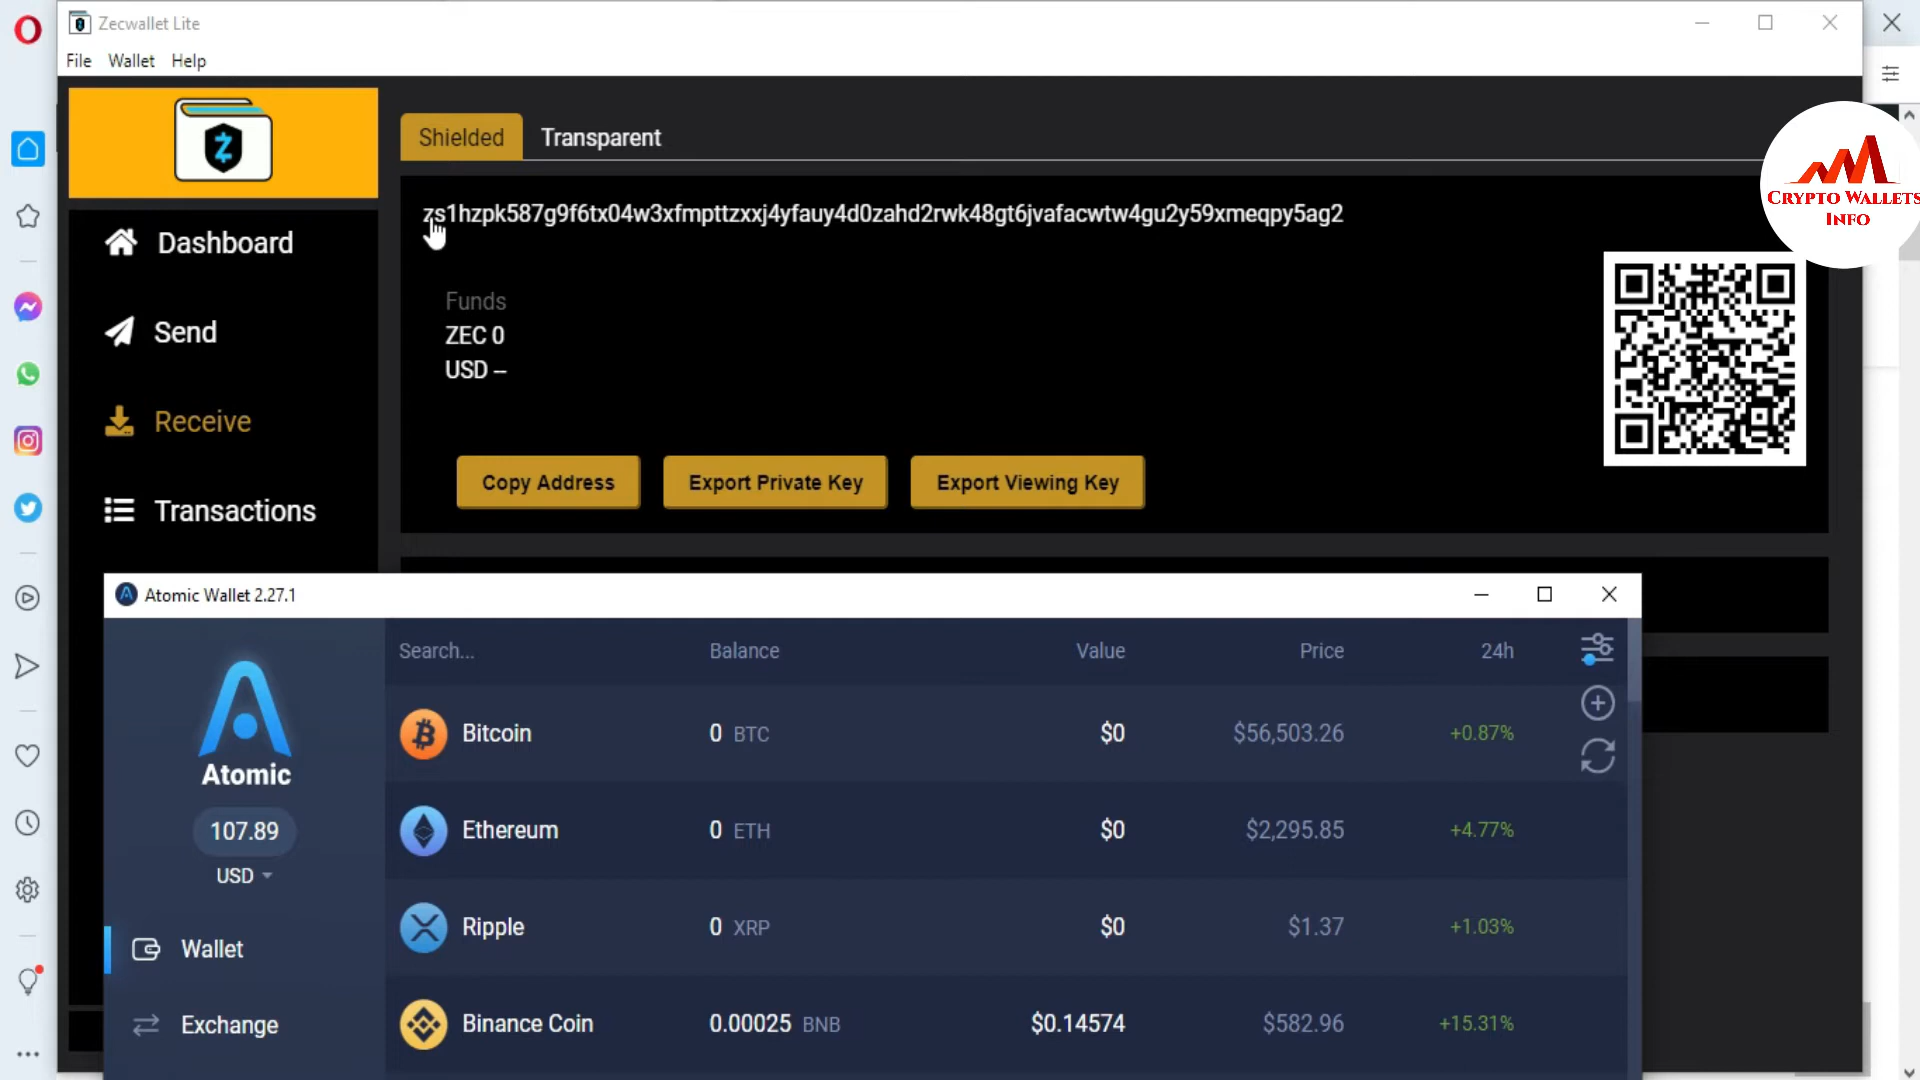 Zecwallet Lite
File Wallet Help
Shielded Transparent
zs1hzpk587g9f6tx04w3xfmpttzxxj4yfauy4d0zahd2rwk48gt6jvafacwtw4gu2y59xmeqpy5ag2
CRYPTO WALLETS
INFO
Dashboard
Send
Receive
Transactions
Funds
ZEC 0
USD --
Copy Address Export Private Key Export Viewing Key
Atomic Wallet 2.27.1
Atomic
107.89
USD
Wallet
Exchange
Search... Balance Value Price 24h
Bitcoin 0 BTC $0 $56,503.26 +0.87%
Ethereum 0 ETH $0 $2,295.85 +4.77%
Ripple 0 XRP $0 $1.37 +1.03%
Binance Coin 0.00025 BNB $0.14574 $582.96 +15.31%